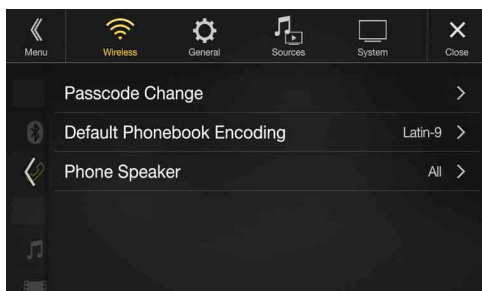 Menu
Wireless
General
Sources
System
Close
Passcode Change
Default Phonebook Encoding Latin-9
Phone Speaker All